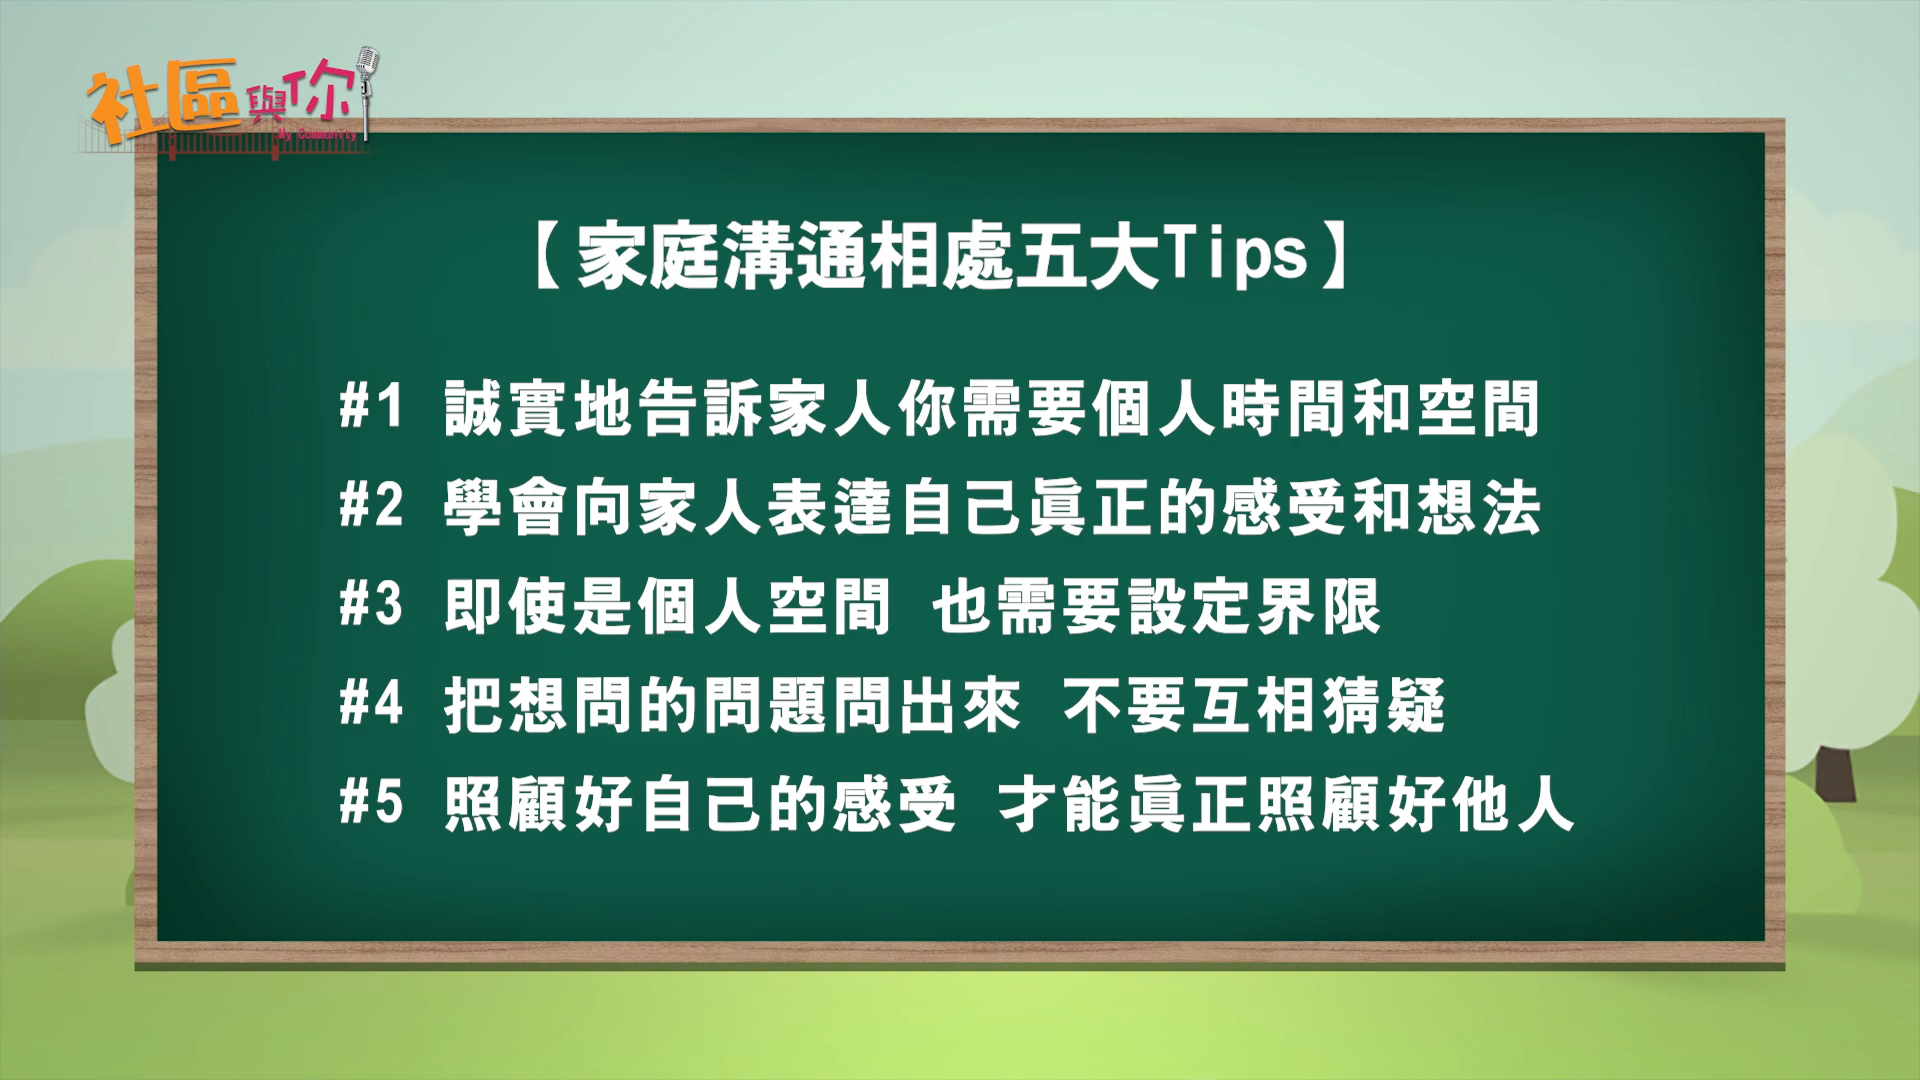 社區與你
My Community
【家庭溝通相處五大Tips】
#1 誠實地告訴家人你需要個人時間和空間
#2 學會向家人表達自己眞正的感受和想法
#3 即使是個人空間 也需要設定界限
#4 把想問的問題問出來 不要互相猜疑
#5 照顧好自己的感受 才能眞正照顧好他人